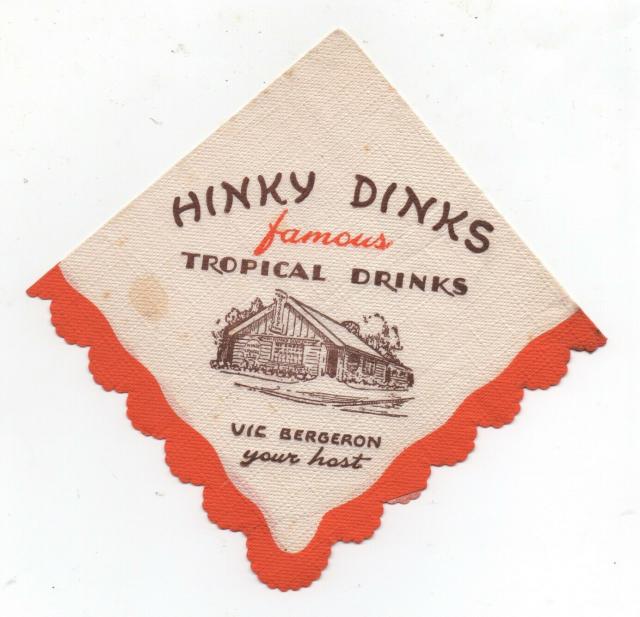 HINKY DINKS
famous
TROPICAL DRINKS
VIC BERGERON
your host